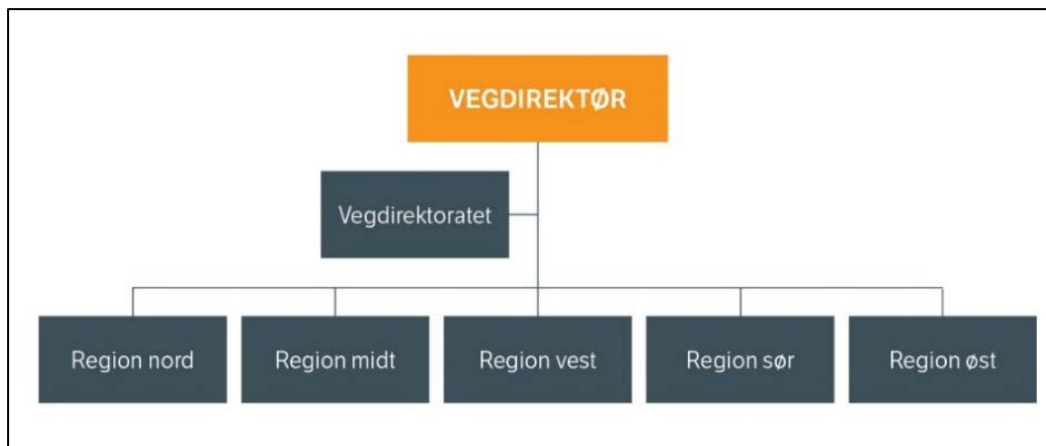 VEGDIREKTØR
Vegdirektoratet
Region nord
Region midt
Region vest
Region sør
Region øst